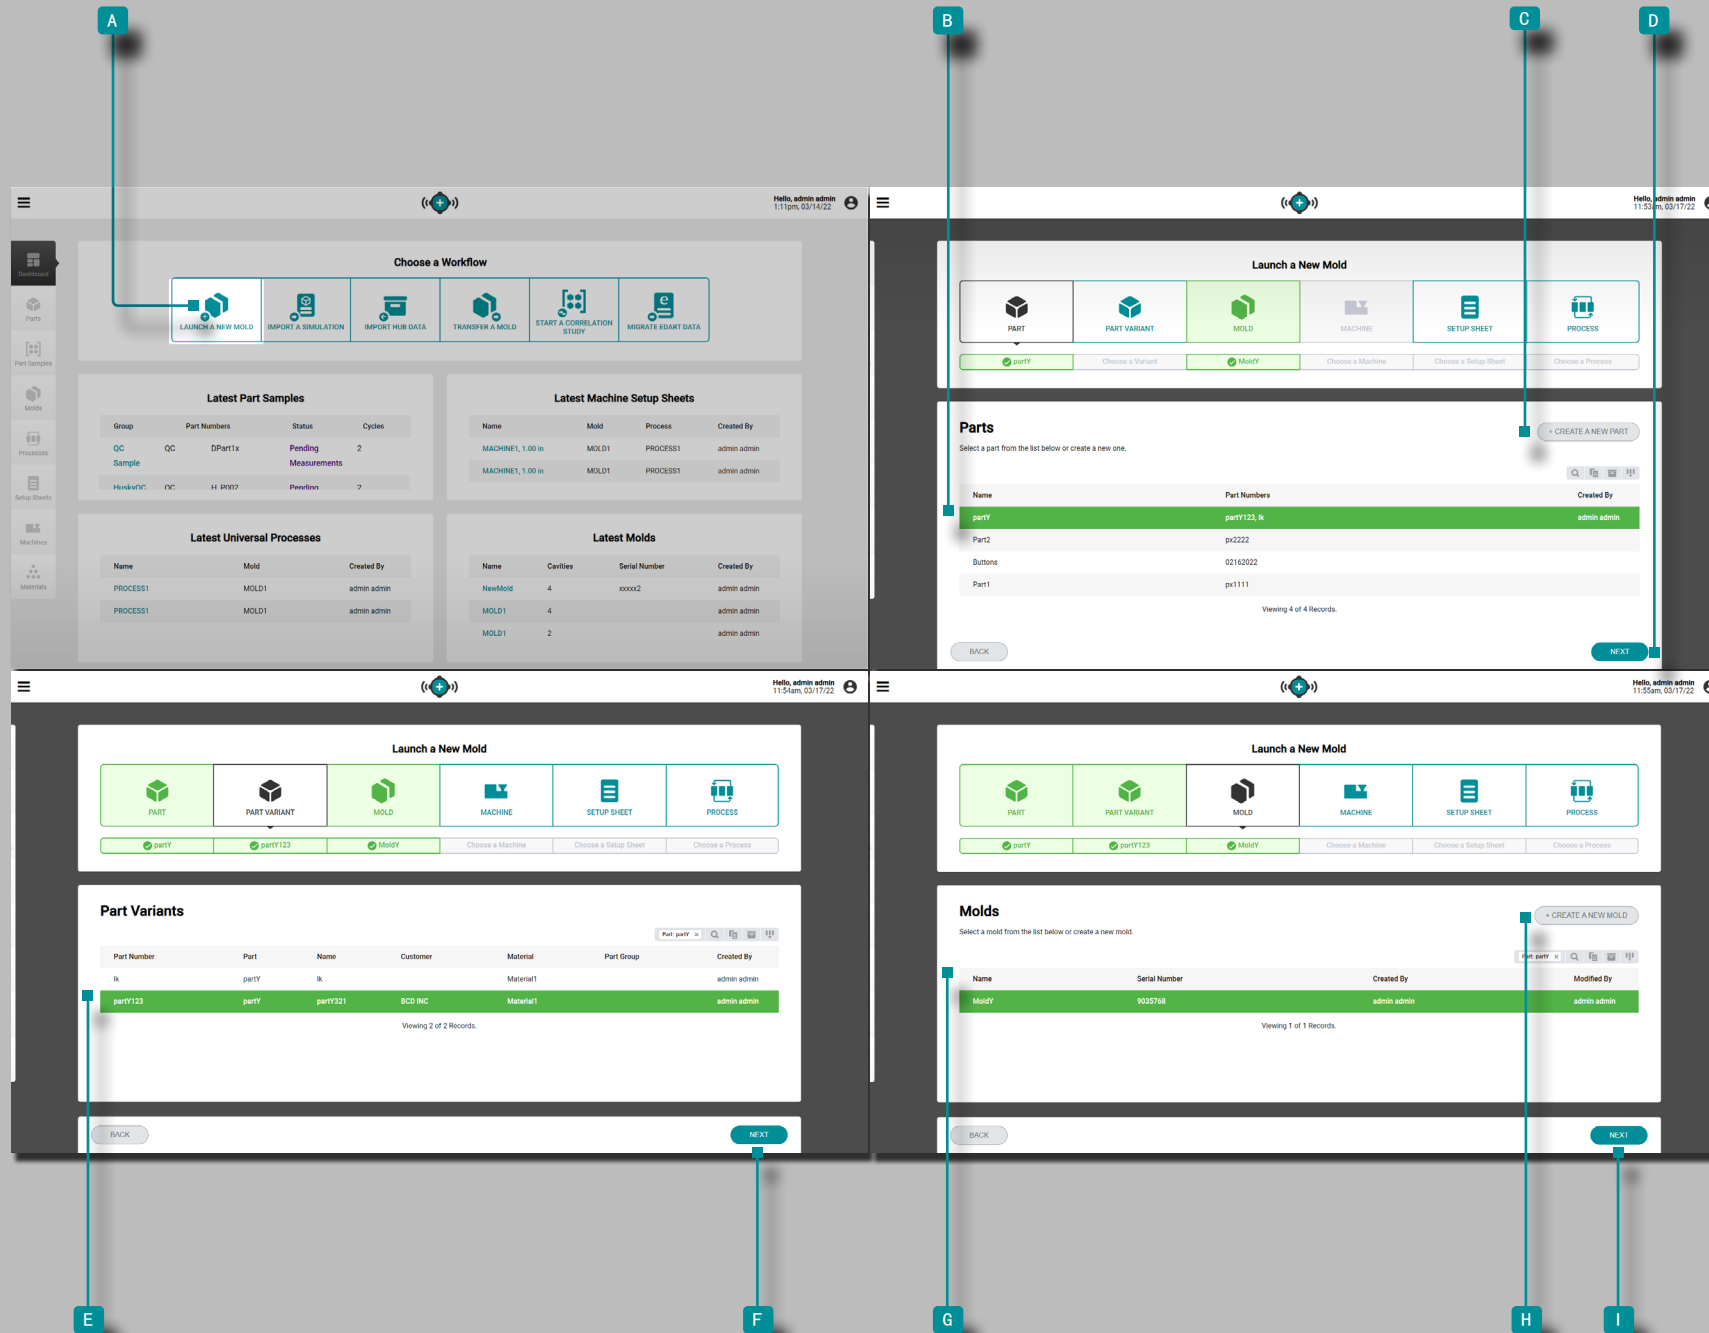 A
B
C
D
Hello, admin admin
1:11pm, 03/14/22
Dashboard
Parts
Part Samples
Molds
Processes
Setup Sheets
Machines
Materials
Choose a Workflow
LAUNCH A NEW MOLD
IMPORT A SIMULATION
IMPORT HUB DATA
TRANSFER A MOLD
START A CORRELATION
STUDY
MIGRATE EDART DATA
Latest Part Samples
Group Part Numbers Status Cycles
QC QC DPart1x Pending 2
Sample Measurements
HuskyQC QC H_P002 Pending 2
Latest Machine Setup Sheets
Name Mold Process Created By
MACHINE1, 1.00 in MOLD1 PROCESS1 admin admin
MACHINE1, 1.00 in MOLD1 PROCESS1 admin admin
Latest Universal Processes
Name Mold Created By
PROCESS1 MOLD1 admin admin
PROCESS1 MOLD1 admin admin
Latest Molds
Name Cavities Serial Number Created By
NewMold 4 xxxxx2 admin admin
MOLD1 4 admin admin
MOLD1 2 admin admin
Hello, admin admin
11:53am, 03/17/22
Launch a New Mold
PART PART VARIANT MOLD MACHINE SETUP SHEET PROCESS
partY Choose a Variant MoldY Choose a Machine Choose a Setup Sheet Choose a Process
Parts
+ CREATE A NEW PART
Select a part from the list below or create a new one.
Name Part Numbers Created By
partY partY123, lk admin admin
Part2 px2222
Buttons 02162022
Part1 px1111
Viewing 4 of 4 Records.
BACK NEXT
Hello, admin admin
11:54am, 03/17/22
Launch a New Mold
PART PART VARIANT MOLD MACHINE SETUP SHEET PROCESS
partY partY123 MoldY Choose a Machine Choose a Setup Sheet Choose a Process
Part Variants
Part: partY ×
Part Number Part Name Customer Material Part Group Created By
lk partY lk Material1 admin admin
partY123 partY partY321 BCD INC Material1 admin admin
Viewing 2 of 2 Records.
BACK NEXT
Hello, admin admin
11:55am, 03/17/22
Launch a New Mold
PART PART VARIANT MOLD MACHINE SETUP SHEET PROCESS
partY partY123 MoldY Choose a Machine Choose a Setup Sheet Choose a Process
Molds
+ CREATE A NEW MOLD
Select a mold from the list below or create a new mold.
Part: partY ×
Name Serial Number Created By Modified By
MoldY 9035768 admin admin admin admin
Viewing 1 of 1 Records.
BACK NEXT
E
F
G
H
I